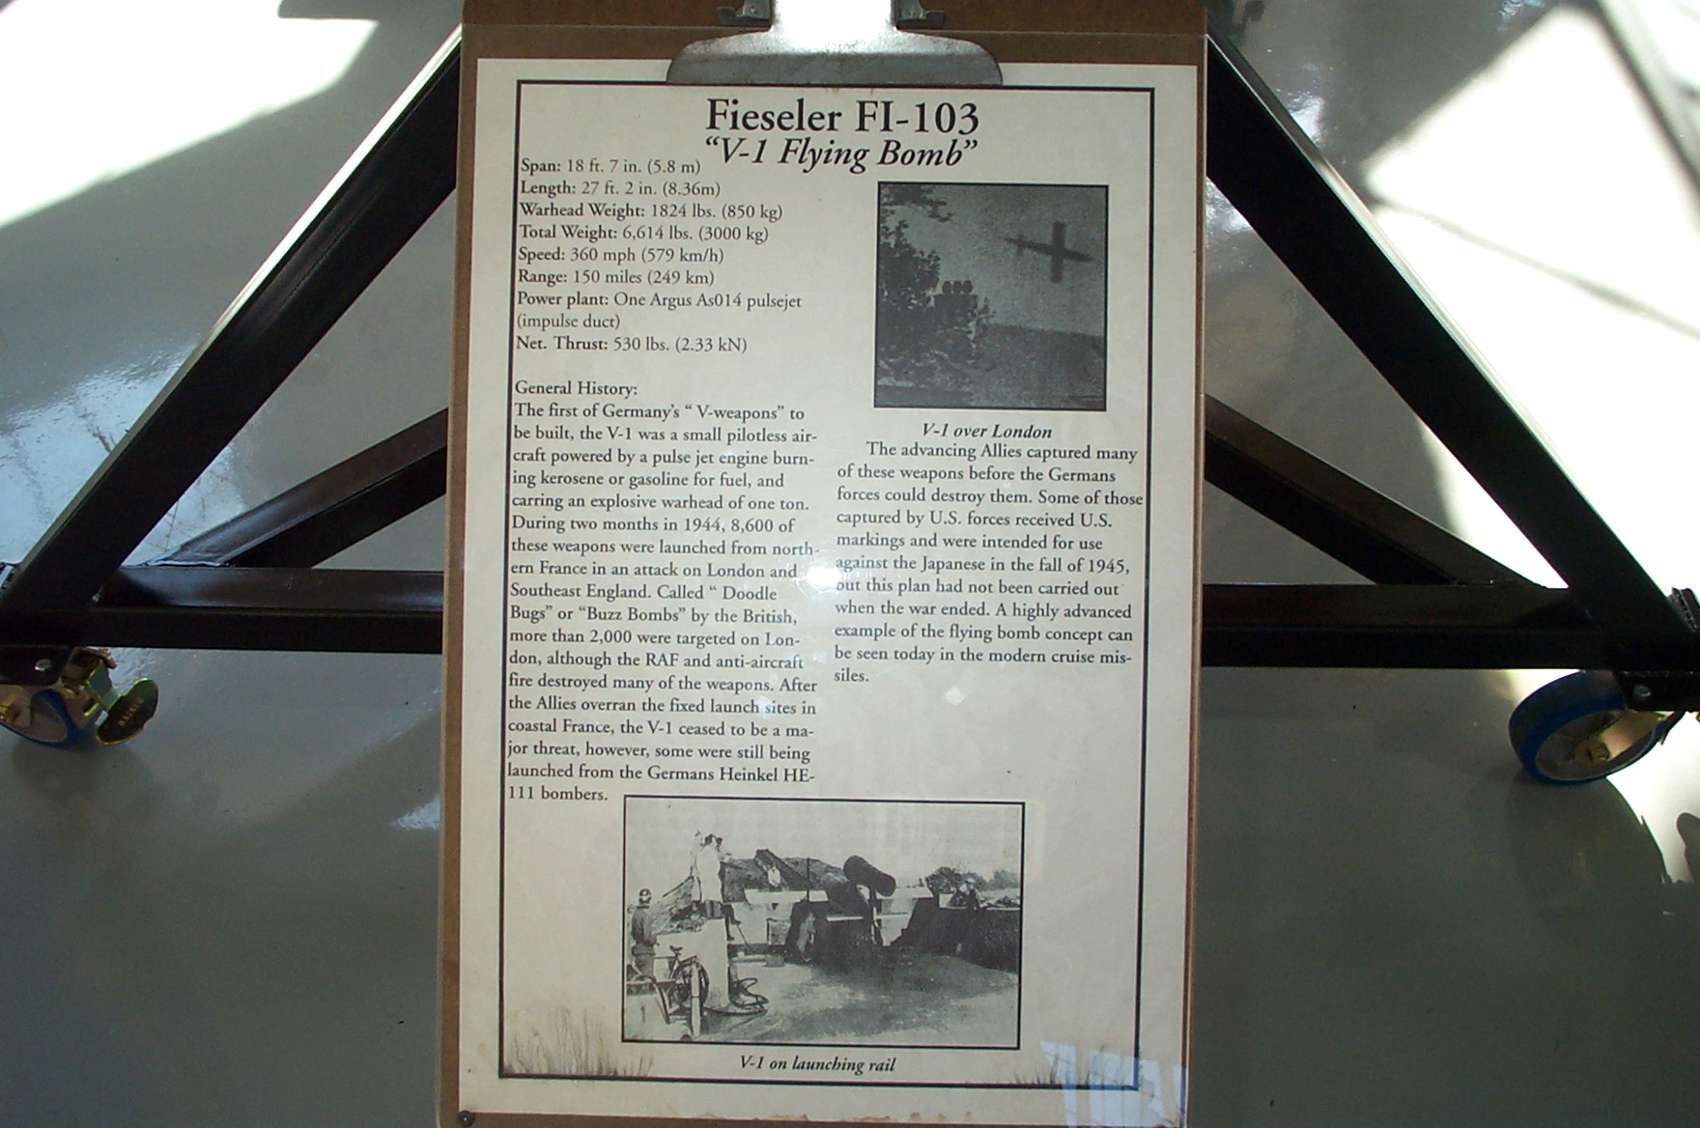 Fieseler FI-103
“V-1 Flying Bomb”
Span: 18 ft. 7 in. (5.8 m)
Length: 27 ft. 2 in. (8.36m)
Warhead Weight: 1824 lbs. (850 kg)
Total Weight: 6,614 lbs. (3000 kg)
Speed: 360 mph (579 km/h)
Range: 150 miles (249 km)
Power plant: One Argus As014 pulsejet
(impulse duct)
Net. Thrust: 530 lbs. (2.33 kN)
General History:
The first of Germany’s “ V-weapons” to
be built, the V-1 was a small pilotless air-
craft powered by a pulse jet engine burn-
ing kerosene or gasoline for fuel, and
carring an explosive warhead of one ton.
During two months in 1944, 8,600 of
these weapons were launched from north-
ern France in an attack on London and
Southeast England. Called “ Doodle
Bugs” or “Buzz Bombs” by the British,
more than 2,000 were targeted on Lon-
don, although the RAF and anti-aircraft
fire destroyed many of the weapons. After
the Allies overran the fixed launch sites in
coastal France, the V-1 ceased to be a ma-
jor threat, however, some were still being
launched from the Germans Heinkel HE-
111 bombers.
V-1 over London
The advancing Allies captured many
of these weapons before the Germans
forces could destroy them. Some of those
captured by U.S. forces received U.S.
markings and were intended for use
against the Japanese in the fall of 1945,
but this plan had not been carried out
when the war ended. A highly advanced
example of the flying bomb concept can
be seen today in the modern cruise mis-
siles.
V-1 on launching rail